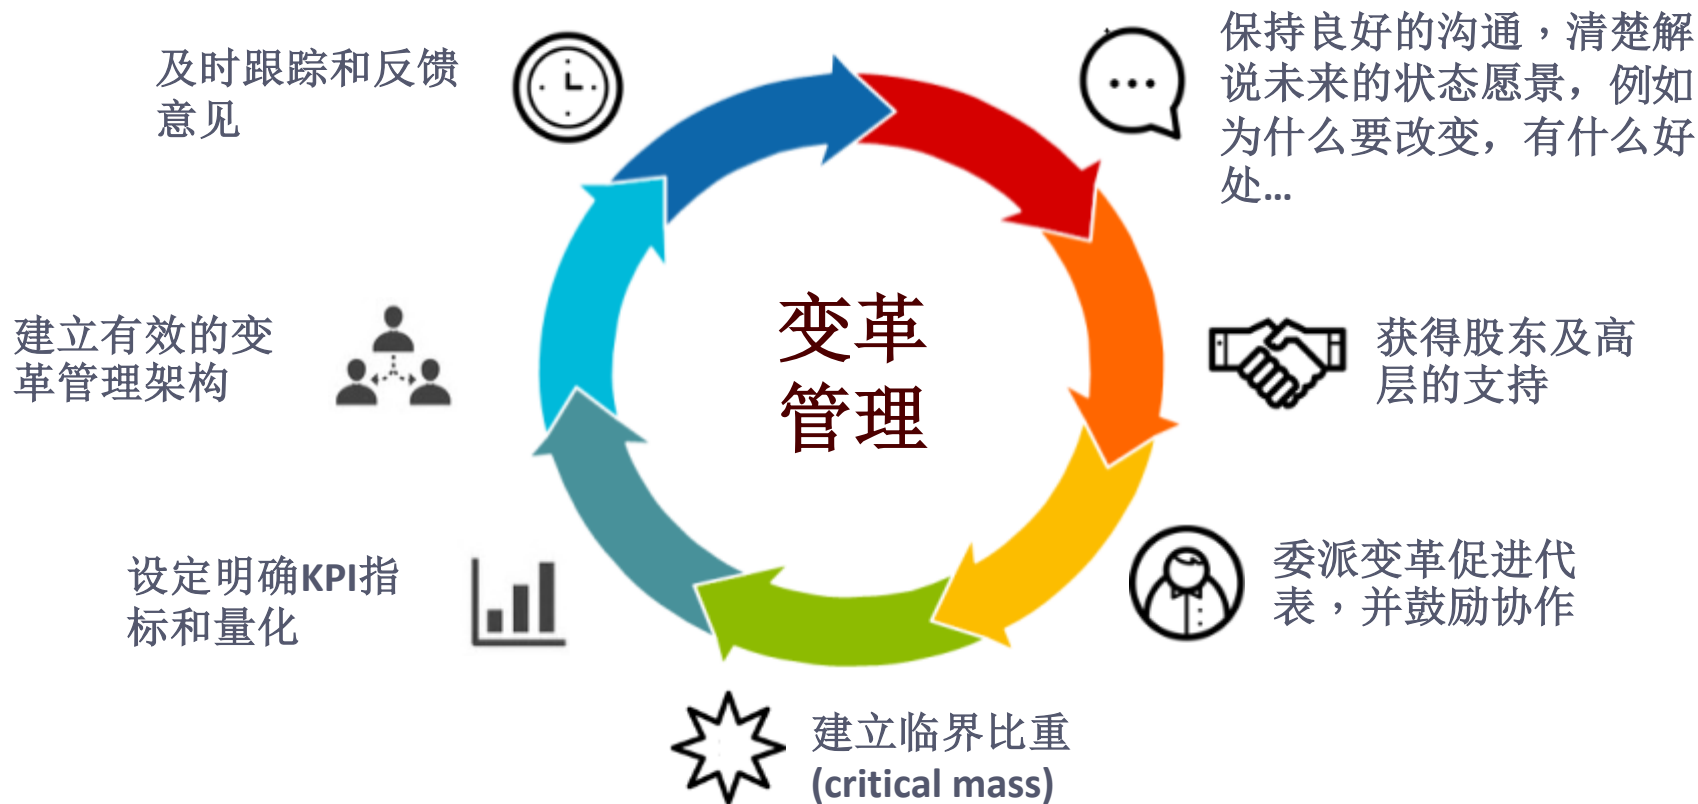 及时跟踪和反馈
意见
保持良好的沟通，清楚解
说未来的状态愿景，例如
为什么要改变，有什么好
处...
变革
管理
建立有效的变
革管理架构
获得股东及高
层的支持
设定明确KPI指
标和量化
委派变革促进代
表，并鼓励协作
建立临界比重
(critical mass)